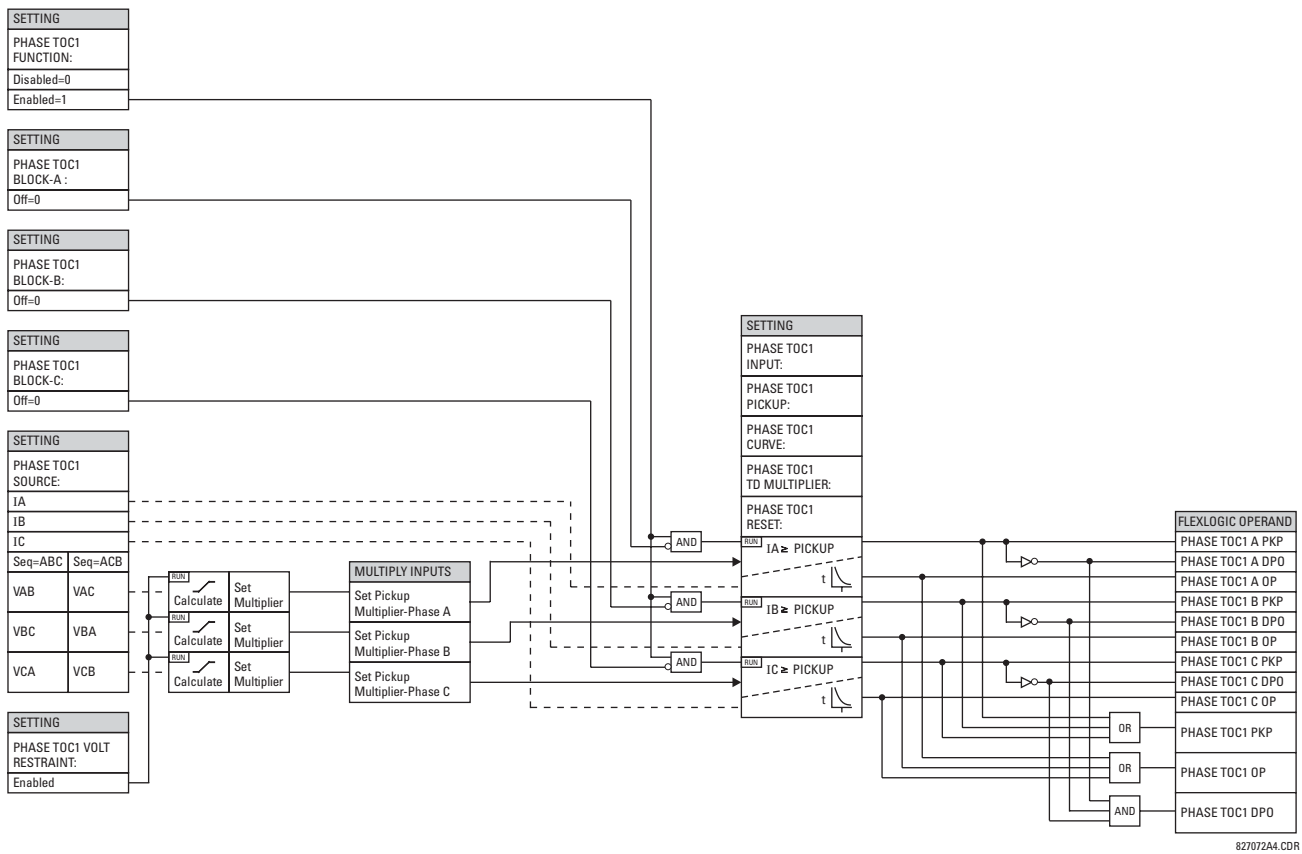 SETTING
PHASE TOC1
FUNCTION:
Disabled=0
Enabled=1
SETTING
PHASE TOC1
BLOCK-A :
Off=0
SETTING
PHASE TOC1
BLOCK-B:
Off=0
SETTING
PHASE TOC1
BLOCK-C:
Off=0
SETTING
PHASE TOC1
SOURCE:
IA
IB
IC
Seq=ABC Seq=ACB
VAB VAC
VBC VBA
VCA VCB
SETTING
PHASE TOC1 VOLT
RESTRAINT:
Enabled
RUN
Calculate
Set
Multiplier
RUN
Calculate
Set
Multiplier
RUN
Calculate
Set
Multiplier
MULTIPLY INPUTS
Set Pickup
Multiplier-Phase A
Set Pickup
Multiplier-Phase B
Set Pickup
Multiplier-Phase C
AND
AND
AND
SETTING
PHASE TOC1
INPUT:
PHASE TOC1
PICKUP:
PHASE TOC1
CURVE:
PHASE TOC1
TD MULTIPLIER:
PHASE TOC1
RESET:
RUN
IA ≥ PICKUP
t
RUN
IB ≥ PICKUP
t
RUN
IC ≥ PICKUP
t
OR
OR
AND
FLEXLOGIC OPERAND
PHASE TOC1 A PKP
PHASE TOC1 A DPO
PHASE TOC1 A OP
PHASE TOC1 B PKP
PHASE TOC1 B DPO
PHASE TOC1 B OP
PHASE TOC1 C PKP
PHASE TOC1 C DPO
PHASE TOC1 C OP
PHASE TOC1 PKP
PHASE TOC1 OP
PHASE TOC1 DPO
827072A4.CDR